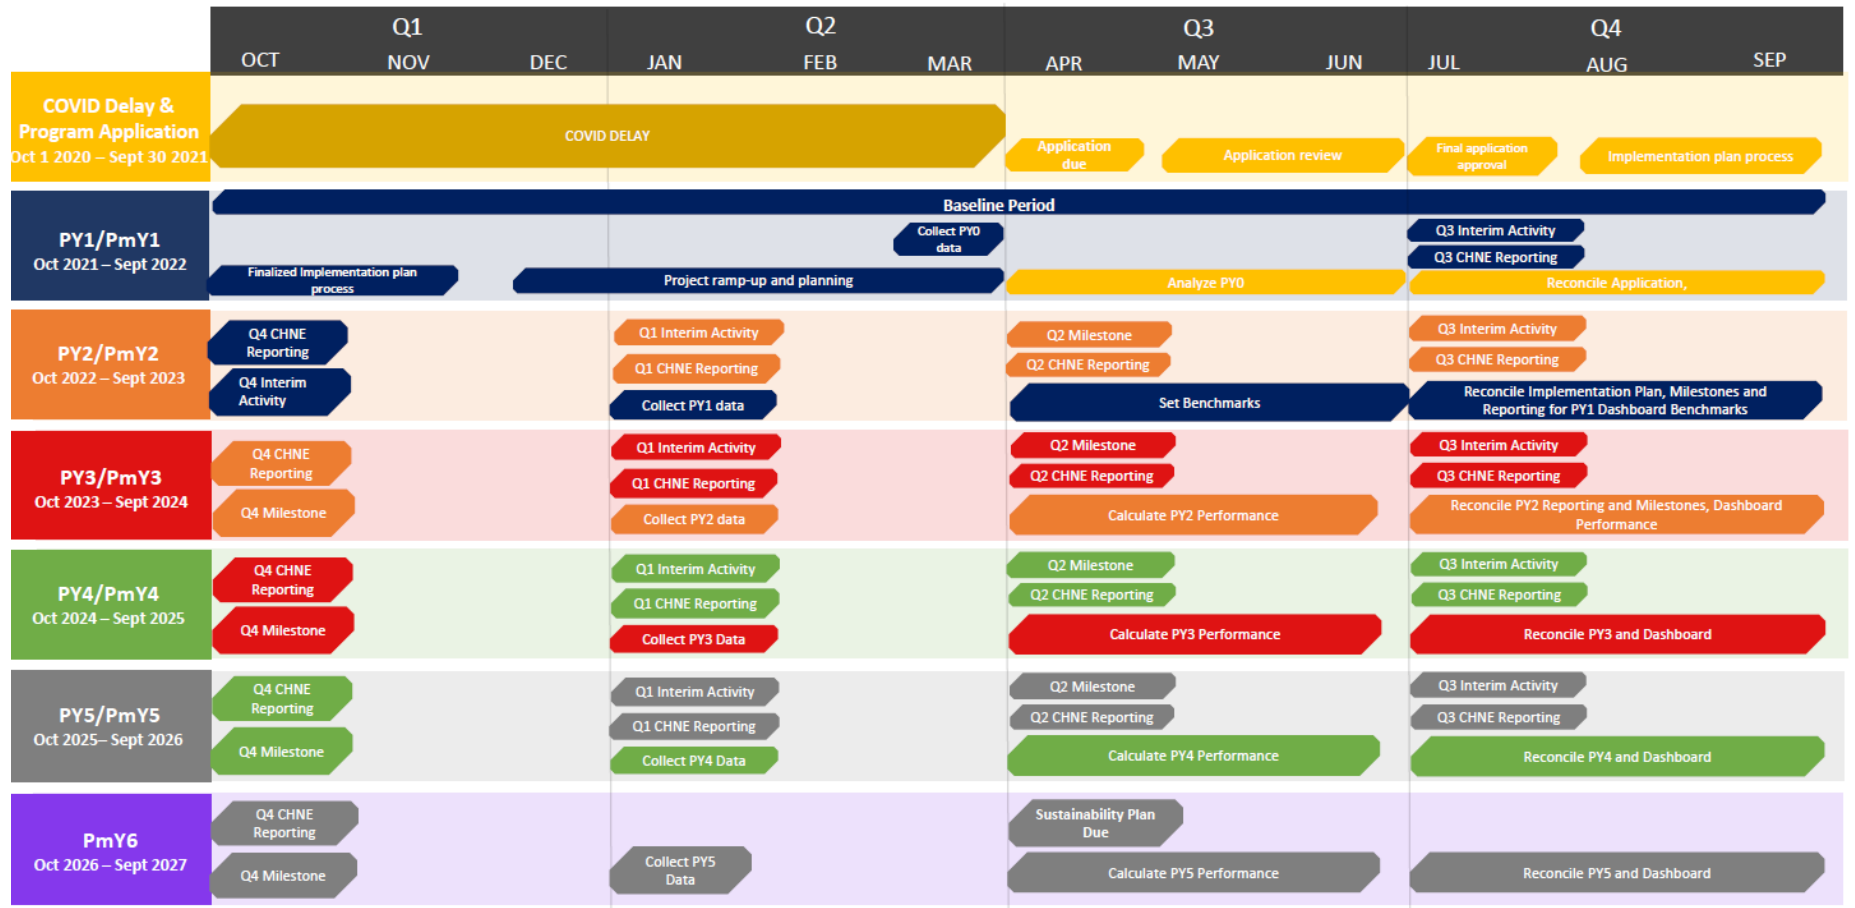 Q1
Q2
Q3
Q4
OCT
NOV
DEC
JAN
FEB
MAR
APR
MAY
JUN
JUL
AUG
SEP
COVID Delay &
Program Application
Oct 1 2020 – Sept 30 2021
COVID DELAY
Application
due
Application review
Final application
approval
Implementation plan process
PY1/PmY1
Oct 2021 – Sept 2022
Baseline Period
Collect PY0
data
Q3 Interim Activity
Q3 CHNE Reporting
Finalized Implementation plan
process
Project ramp-up and planning
Analyze PY0
Reconcile Application,
PY2/PmY2
Oct 2022 – Sept 2023
Q4 CHNE
Reporting
Q4 Interim
Activity
Q1 Interim Activity
Q1 CHNE Reporting
Collect PY1 data
Q2 Milestone
Q2 CHNE Reporting
Set Benchmarks
Q3 Interim Activity
Q3 CHNE Reporting
Reconcile Implementation Plan, Milestones and
Reporting for PY1 Dashboard Benchmarks
PY3/PmY3
Oct 2023 – Sept 2024
Q4 CHNE
Reporting
Q4 Milestone
Q1 Interim Activity
Q1 CHNE Reporting
Collect PY2 data
Q2 Milestone
Q2 CHNE Reporting
Calculate PY2 Performance
Q3 Interim Activity
Q3 CHNE Reporting
Reconcile PY2 Reporting and Milestones, Dashboard
Performance
PY4/PmY4
Oct 2024 – Sept 2025
Q4 CHNE
Reporting
Q4 Milestone
Q1 Interim Activity
Q1 CHNE Reporting
Collect PY3 Data
Q2 Milestone
Q2 CHNE Reporting
Calculate PY3 Performance
Q3 Interim Activity
Q3 CHNE Reporting
Reconcile PY3 and Dashboard
PY5/PmY5
Oct 2025– Sept 2026
Q4 CHNE
Reporting
Q4 Milestone
Q1 Interim Activity
Q1 CHNE Reporting
Collect PY4 Data
Q2 Milestone
Q2 CHNE Reporting
Calculate PY4 Performance
Q3 Interim Activity
Q3 CHNE Reporting
Reconcile PY4 and Dashboard
PmY6
Oct 2026 – Sept 2027
Q4 CHNE
Reporting
Q4 Milestone
Collect PY5
Data
Sustainability Plan
Due
Calculate PY5 Performance
Reconcile PY5 and Dashboard